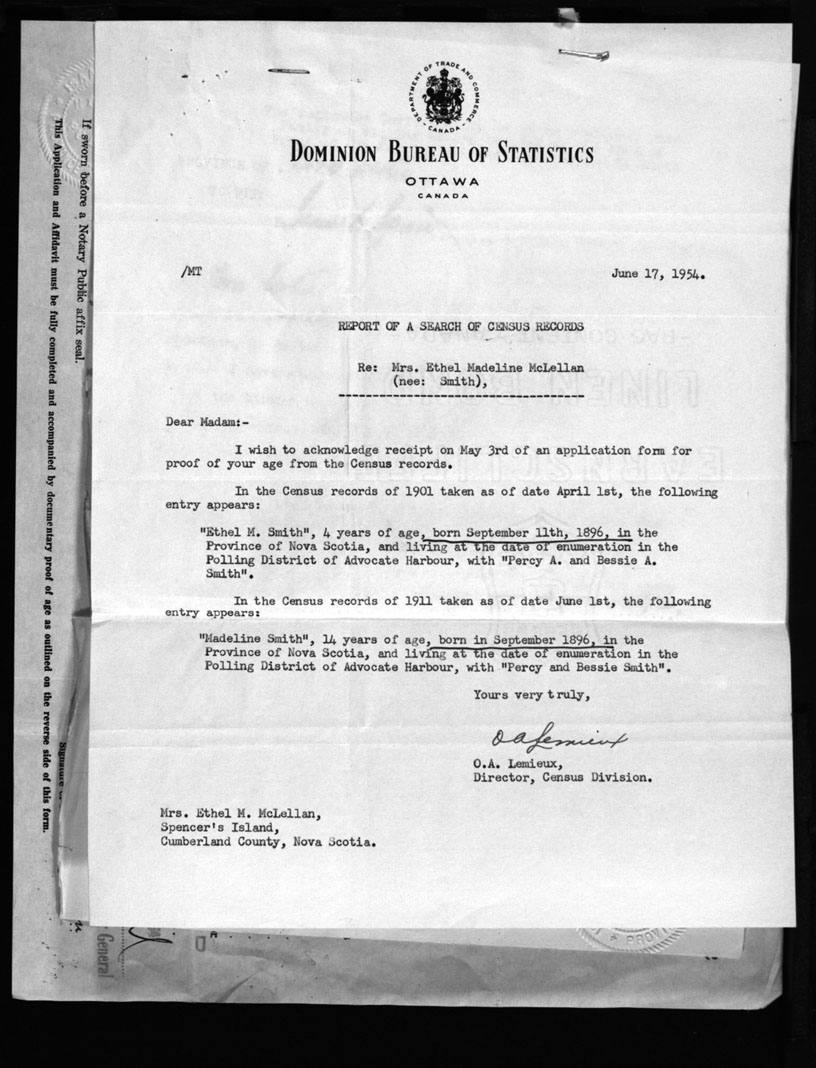 DEPARTMENT OF TRADE AND COMMERCE
- CANADA -
DOMINION BUREAU OF STATISTICS
OTTAWA
CANADA
/MT
June 17, 1954.
REPORT OF A SEARCH OF CENSUS RECORDS
Re: Mrs. Ethel Madeline McLellan
(nee: Smith),
-------------------------------------
Dear Madam:-
I wish to acknowledge receipt on May 3rd of an application form for
proof of your age from the Census records.
In the Census records of 1901 taken as of date April 1st, the following
entry appears:
"Ethel M. Smith", 4 years of age, born September 11th, 1896, in the
Province of Nova Scotia, and living at the date of enumeration in the
Polling District of Advocate Harbour, with "Percy A. and Bessie A.
Smith".
In the Census records of 1911 taken as of date June 1st, the following
entry appears:
"Madeline Smith", 14 years of age, born in September 1896, in the
Province of Nova Scotia, and living at the date of enumeration in the
Polling District of Advocate Harbour, with "Percy and Bessie Smith".
Yours very truly,
O A Lemieux
O.A. Lemieux,
Director, Census Division.
Mrs. Ethel M. McLellan,
Spencer's Island,
Cumberland County, Nova Scotia.
If sworn before a Notary Public affix seal.
This Application and Affidavit must be fully completed and accompanied by documentary proof of age as outlined on the reverse side of this form.
Signature of
General
PROVI